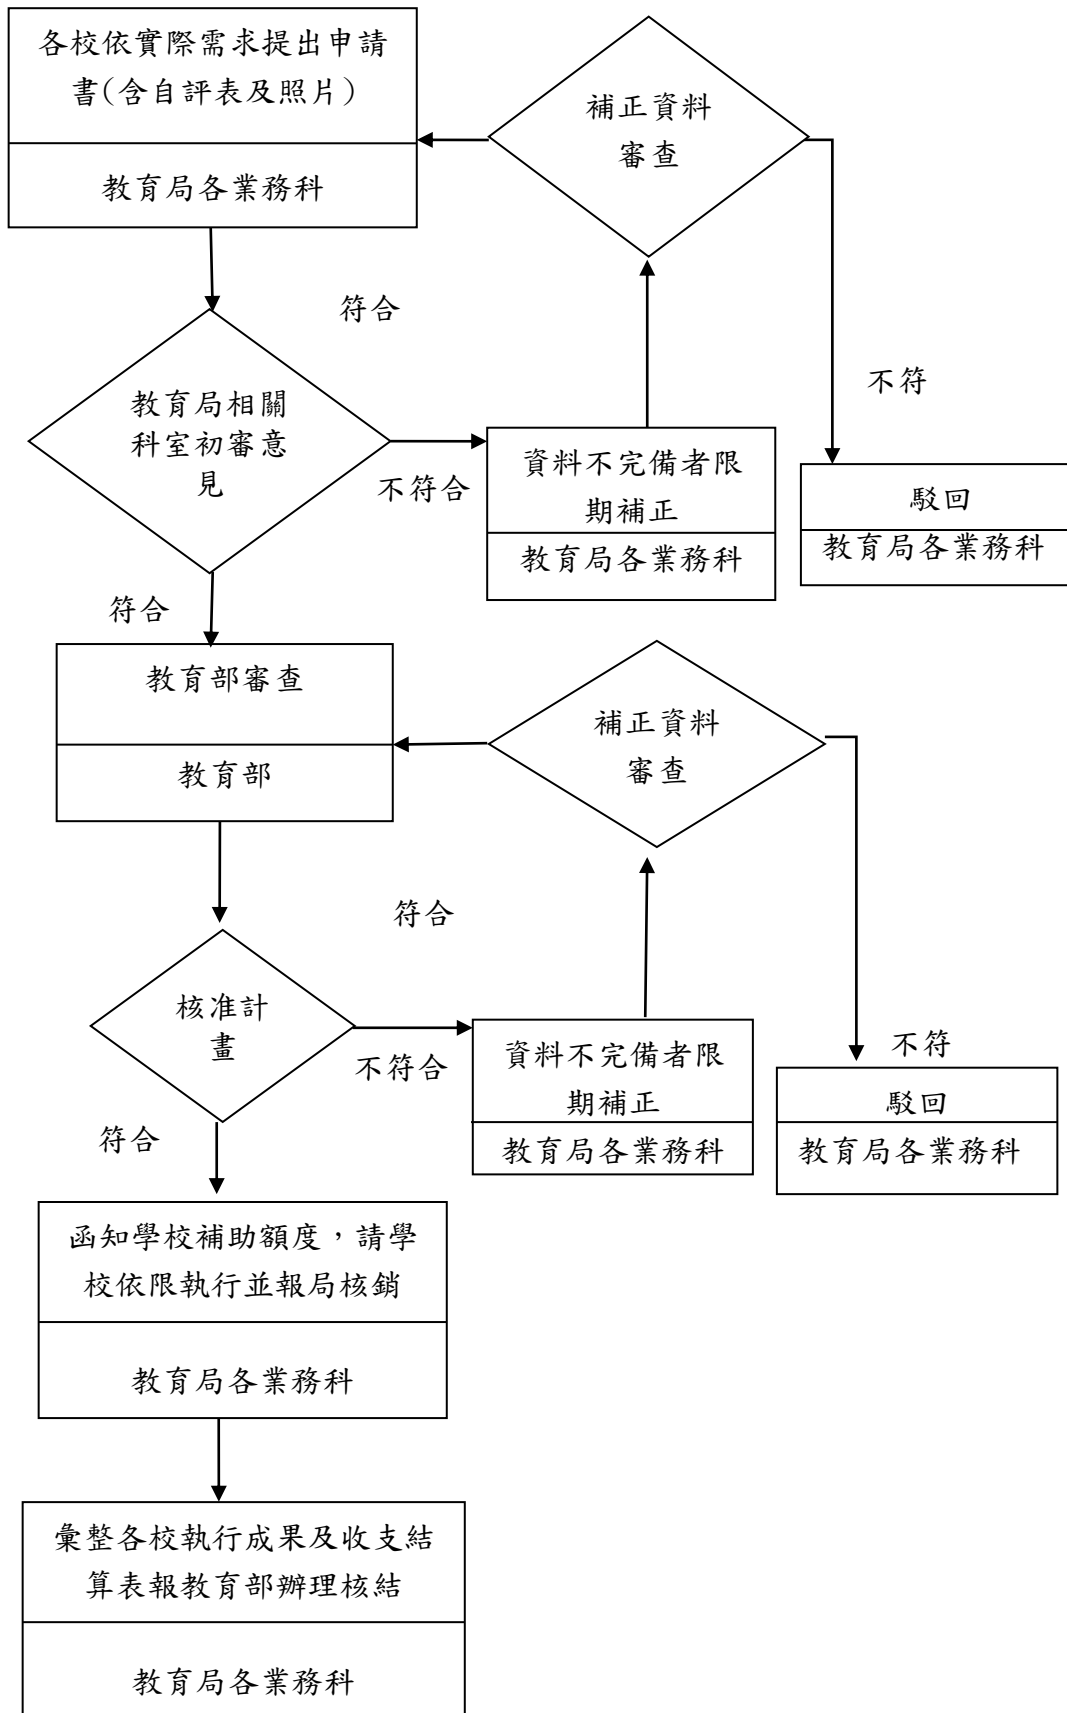 各校依實際需求提出申請
書(含自評表及照片)
教育局各業務科
補正資料
審查
符合
不符
教育局相關
科室初審意
見
不符合
資料不完備者限
期補正
教育局各業務科
駁回
教育局各業務科
符合
教育部審查
教育部
補正資料
審查
符合
核准計
畫
不符合
資料不完備者限
期補正
教育局各業務科
不符
駁回
教育局各業務科
符合
函知學校補助額度，請學
校依限執行並報局核銷
教育局各業務科
彙整各校執行成果及收支結
算表報教育部辦理核結
教育局各業務科